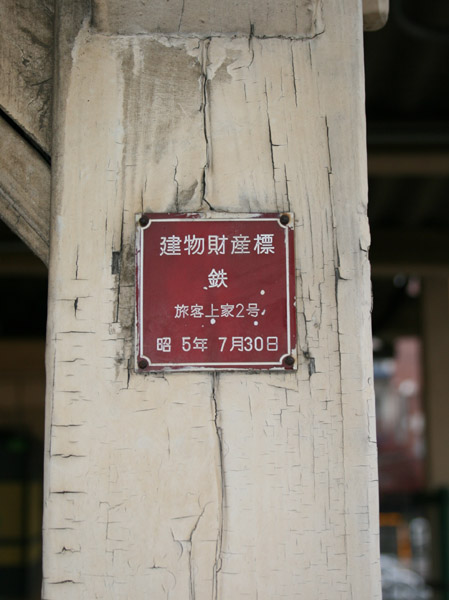 建物財産標
鉄
旅客上家2号
昭 5年 7月30日